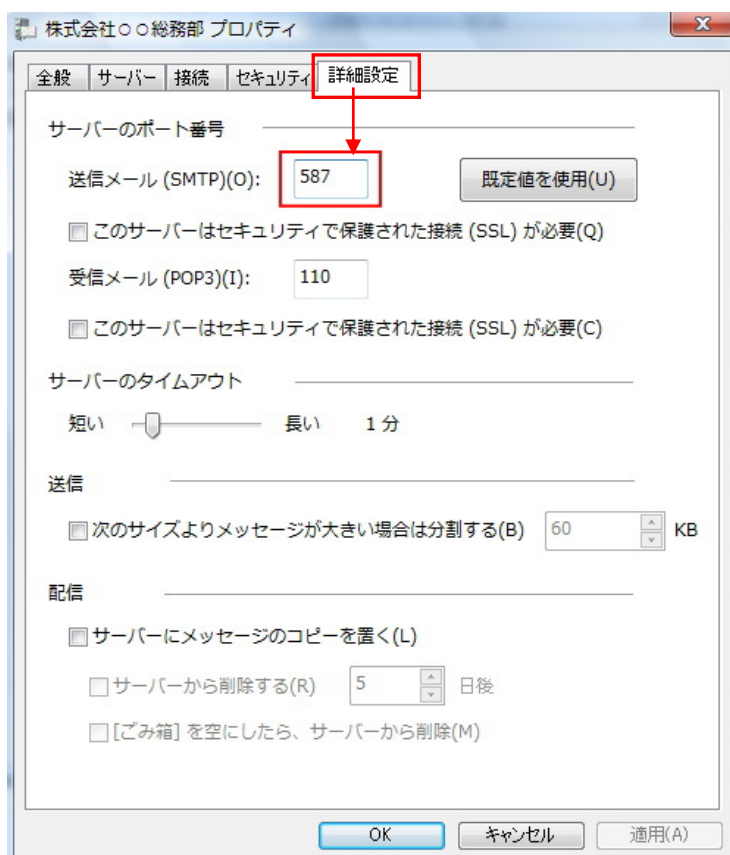 株式会社○○総務部 プロパティ
全般 サーバー 接続 セキュリティ 詳細設定
サーバーのポート番号
送信メール (SMTP)(O): 587 既定値を使用(U)
このサーバーはセキュリティで保護された接続 (SSL) が必要(Q)
受信メール (POP3)(I): 110
このサーバーはセキュリティで保護された接続 (SSL) が必要(C)
サーバーのタイムアウト
短い 長い 1 分
送信
次のサイズよりメッセージが大きい場合は分割する(B) 60 KB
配信
サーバーにメッセージのコピーを置く(L)
サーバーから削除する(R) 5 日後
[ごみ箱] を空にしたら、サーバーから削除(M)
OK キャンセル 適用(A)